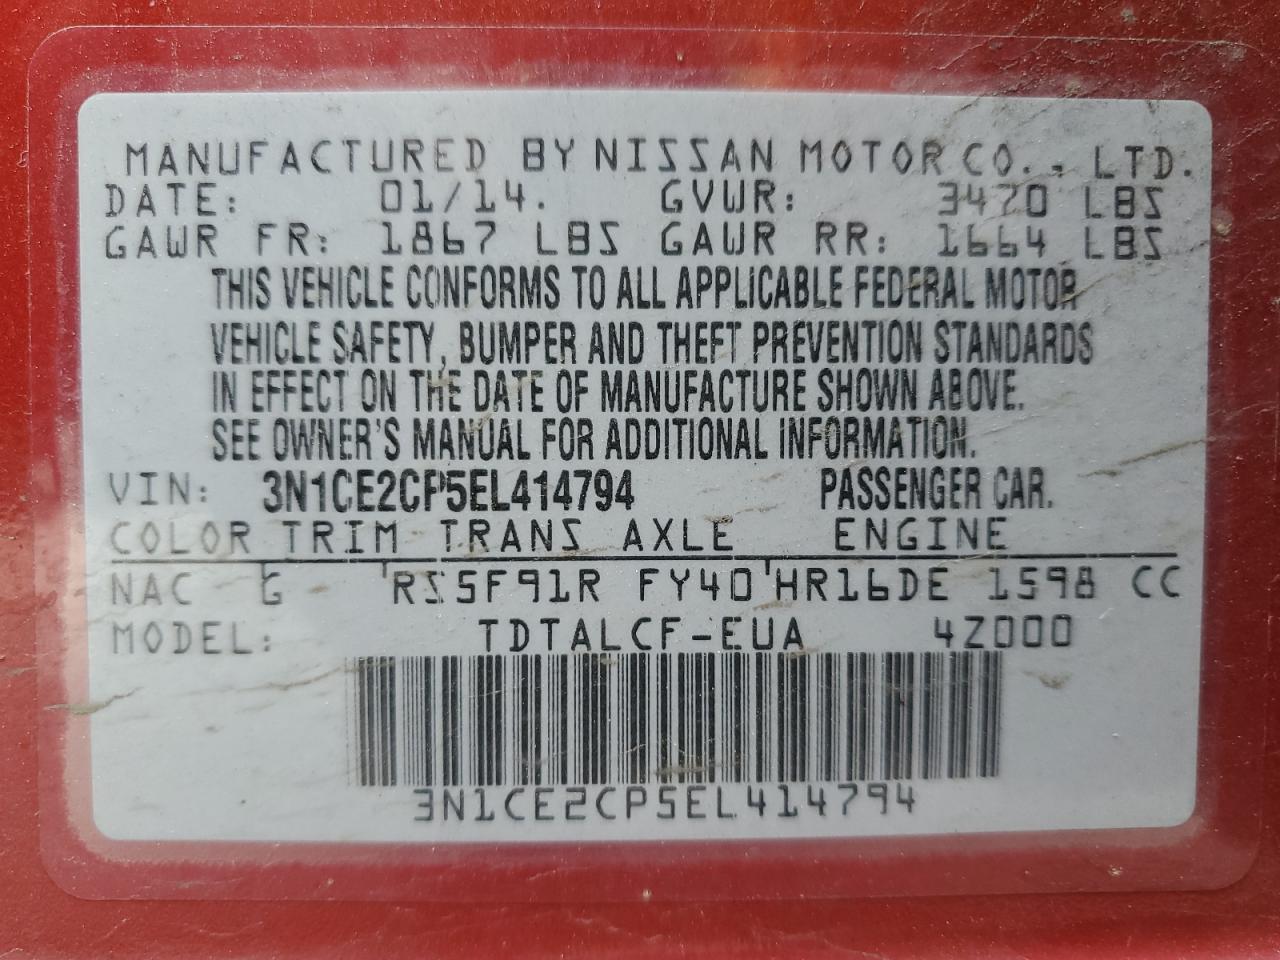 MANUFACTURED BY NISSAN MOTOR CO., LTD.
DATE: 01/14. GVWR: 3470 LBS
GAWR FR: 1867 LBS GAWR RR: 1664 LBS
THIS VEHICLE CONFORMS TO ALL APPLICABLE FEDERAL MOTOR
VEHICLE SAFETY, BUMPER AND THEFT PREVENTION STANDARDS
IN EFFECT ON THE DATE OF MANUFACTURE SHOWN ABOVE.
SEE OWNER'S MANUAL FOR ADDITIONAL INFORMATION.
VIN: 3N1CE2CP5EL414794 PASSENGER CAR.
COLOR TRIM TRANS AXLE ENGINE
NAC G RS5F91R FY40 HR16DE 1598 CC
MODEL: TDTALCF-EUA 4Z000
3N1CE2CP5EL414794